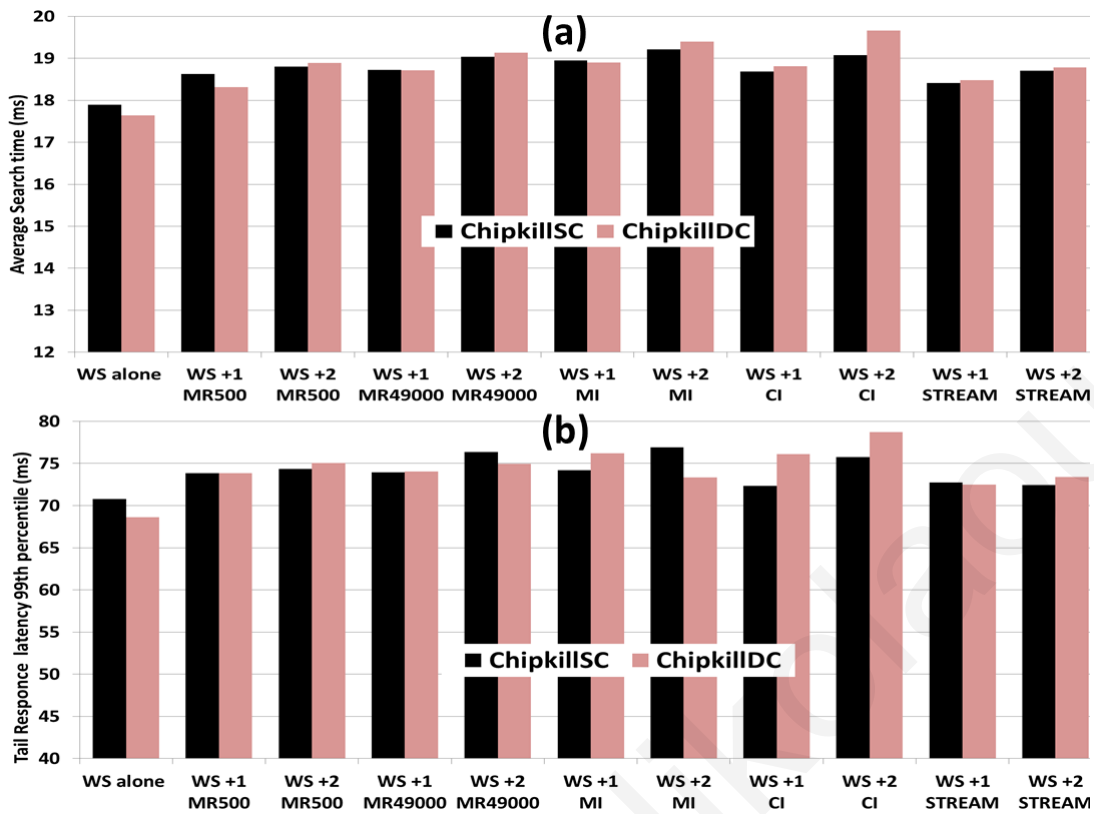 (a)
Average Search time (ms)
20
19
18
17
16
15
14
13
12
ChipkillSC ChipkillDC
WS alone WS +1 WS +2 WS +1 WS +2 WS +1 WS +2 WS +1 WS +2 WS +1 WS +2
MR500 MR500 MR49000 MR49000 MI MI CI CI STREAM STREAM
(b)
Tail Responce latency 99th percentile (ms)
80
75
70
65
60
55
50
45
40
ChipkillSC ChipkillDC
WS alone WS +1 WS +2 WS +1 WS +2 WS +1 WS +2 WS +1 WS +2 WS +1 WS +2
MR500 MR500 MR49000 MR49000 MI MI CI CI STREAM STREAM